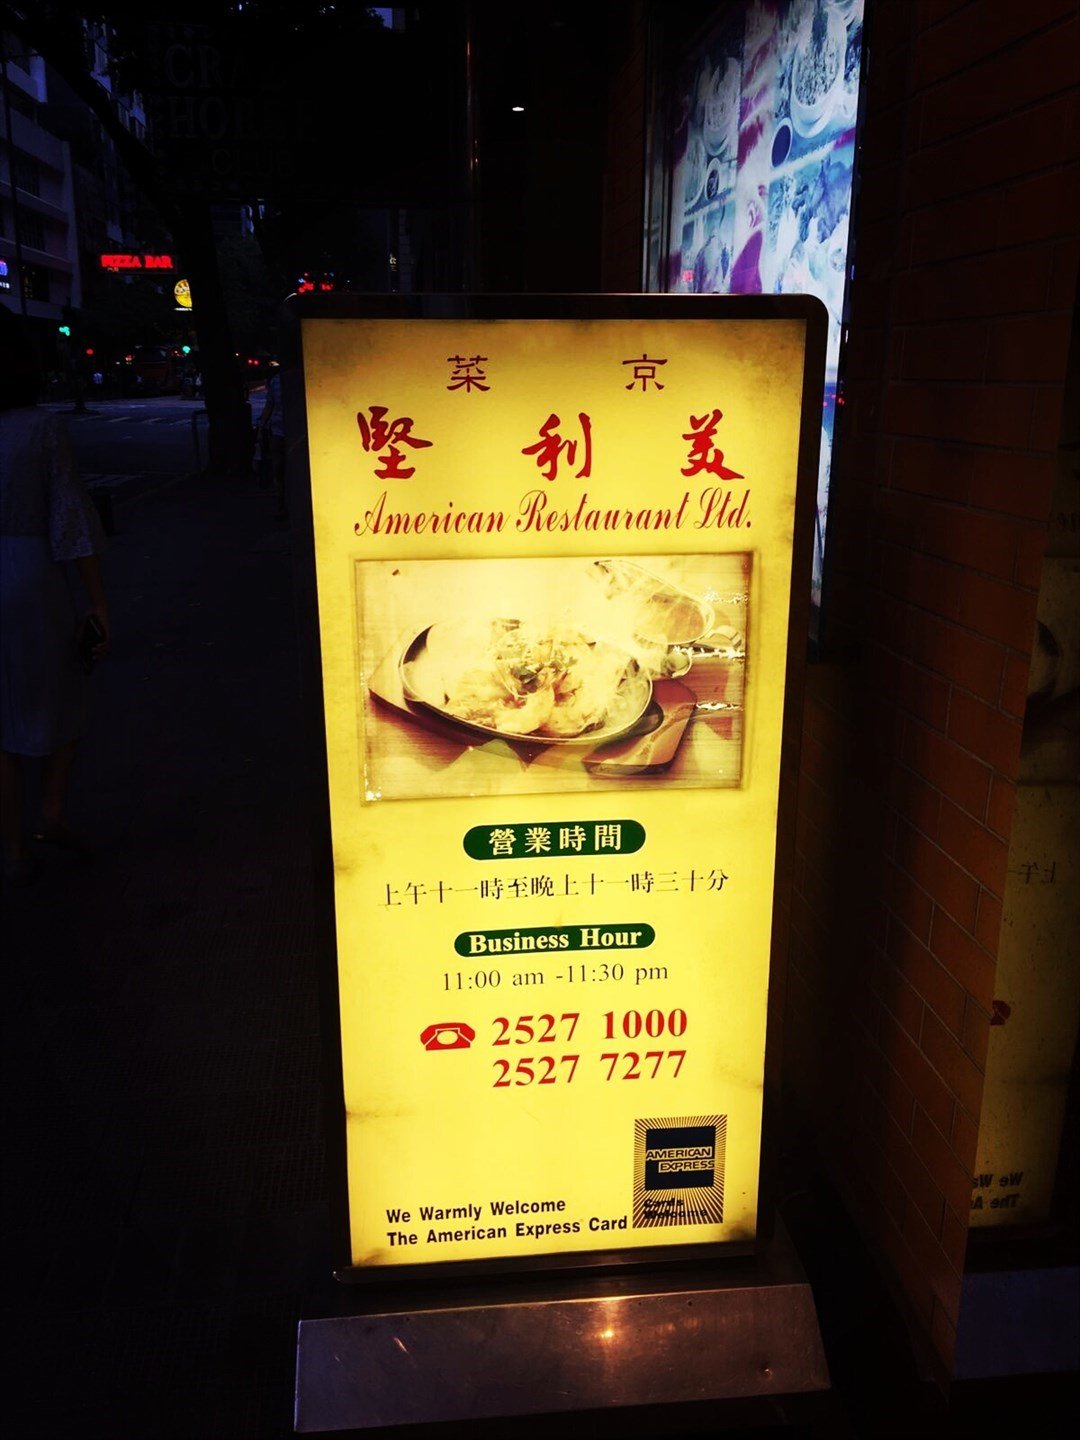 PIZZA BAR
京菜
美利堅
American Restaurant Ltd.
營業時間
上午十一時至晚上十一時三十分
Business Hour
11:00 am -11:30 pm
2527 1000
2527 7277
AMERICAN
EXPRESS
Cards
Welcome
We Warmly Welcome
The American Express Card